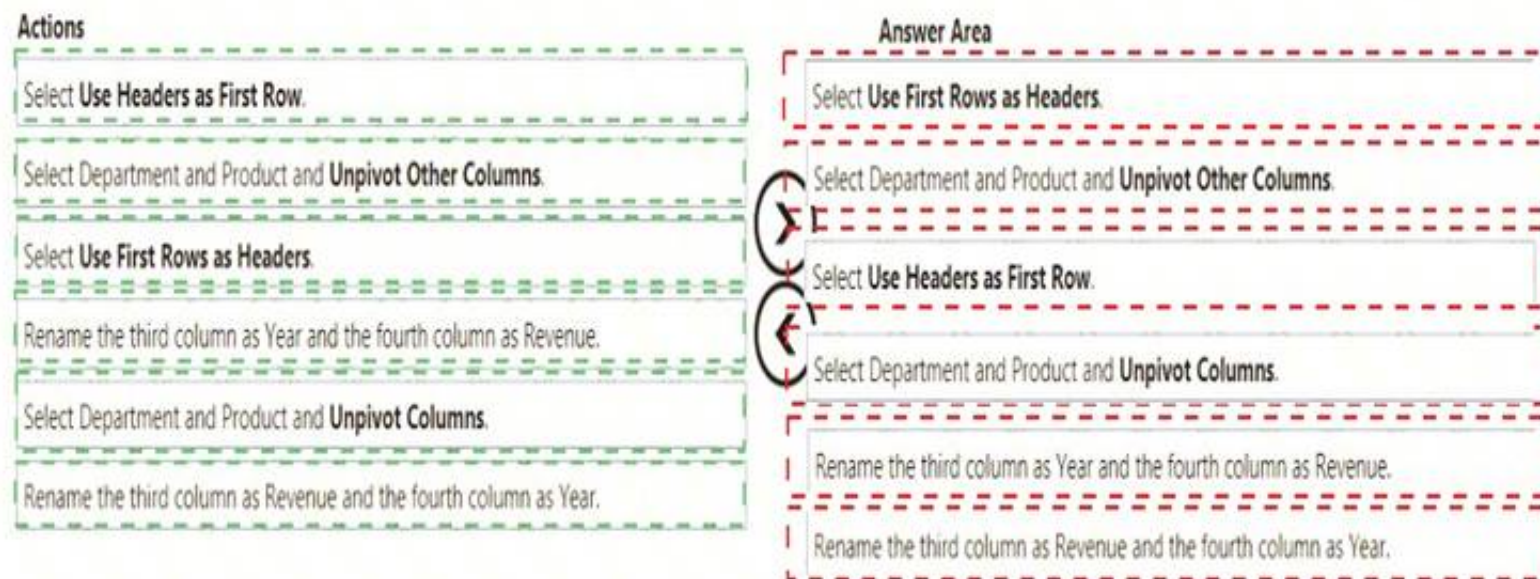 Actions
Select Use Headers as First Row.
Select Department and Product and Unpivot Other Columns.
Select Use First Rows as Headers.
Rename the third column as Year and the fourth column as Revenue.
Select Department and Product and Unpivot Columns.
Rename the third column as Revenue and the fourth column as Year.
Answer Area
Select Use First Rows as Headers.
Select Department and Product and Unpivot Other Columns.
Select Use Headers as First Row.
Select Department and Product and Unpivot Columns.
Rename the third column as Year and the fourth column as Revenue.
Rename the third column as Revenue and the fourth column as Year.